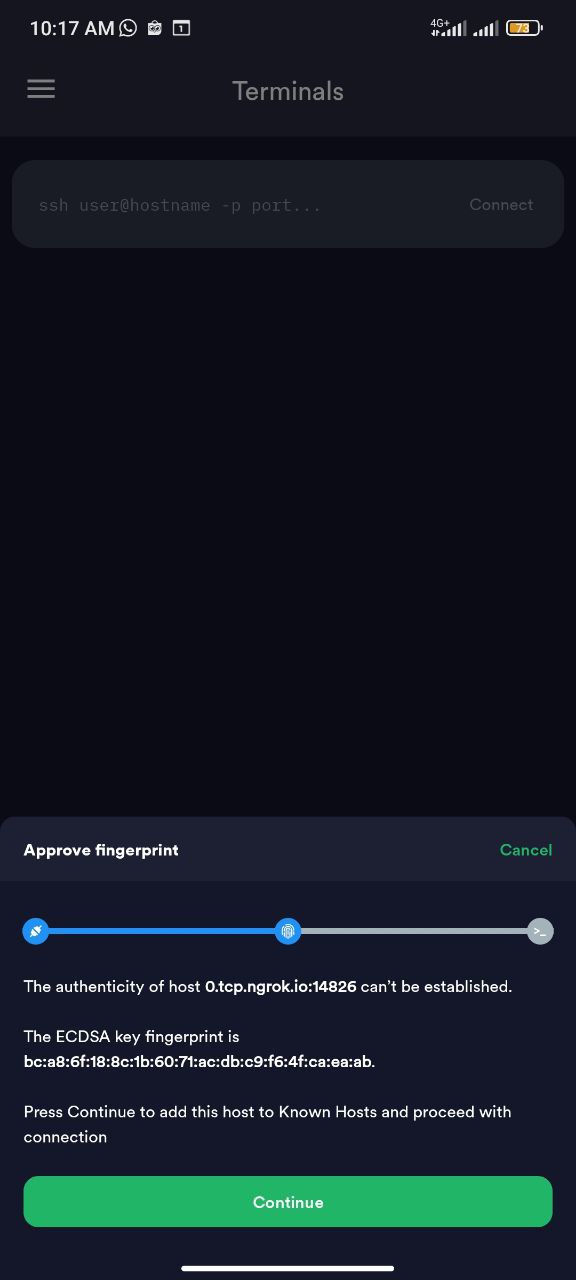 10:17 AM
1
4G+
73
Terminals
ssh user@hostname -p port...
Connect
Approve fingerprint
Cancel
>_
The authenticity of host 0.tcp.ngrok.io:14826 can't be established.
The ECDSA key fingerprint is
bc:a8:6f:18:8c:1b:60:71:ac:db:c9:f6:4f:ca:ea:ab.
Press Continue to add this host to Known Hosts and proceed with
connection
Continue